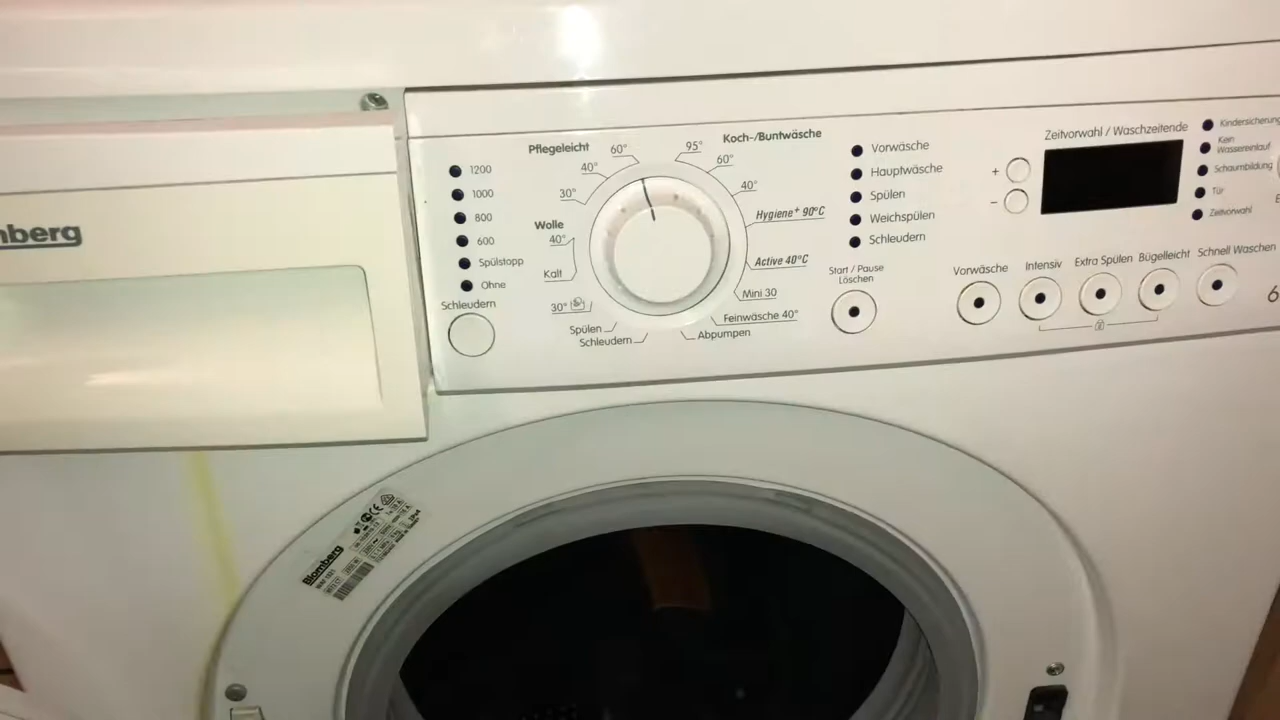 nberg
1200
1000
800
600
Spülstopp
Ohne
Schleudern
Pflegeleicht
60°
40°
30°
Wolle
40°
Kalt
30°
Spülen
Schleudern
Koch-/Buntwäsche
95°
60°
40°
Hygiene+ 90°C
Active 40°C
Mini 30
Feinwäsche 40°
Abpumpen
Vorwäsche
Hauptwäsche
Spülen
Weichspülen
Schleudern
Start / Pause
Löschen
Zeitvorwahl / Waschzeitende
+
-
Kindersicherung
Kein
Wassereinlauf
Schaumbildung
Tür
Zeitvorwahl
Vorwäsche
Intensiv
Extra Spülen
Bügelleicht
Schnell Waschen
6
Blomberg